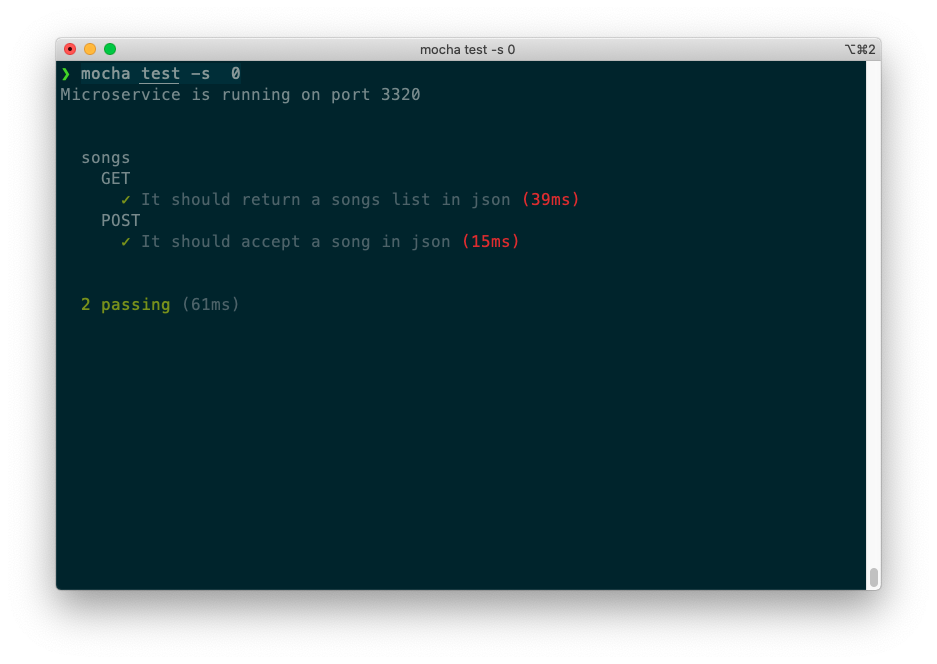 mocha test -s 0
⌥⌘2
❯ mocha test -s  0
Microservice is running on port 3320
songs
GET
✓ It should return a songs list in json (39ms)
POST
✓ It should accept a song in json (15ms)
2 passing (61ms)